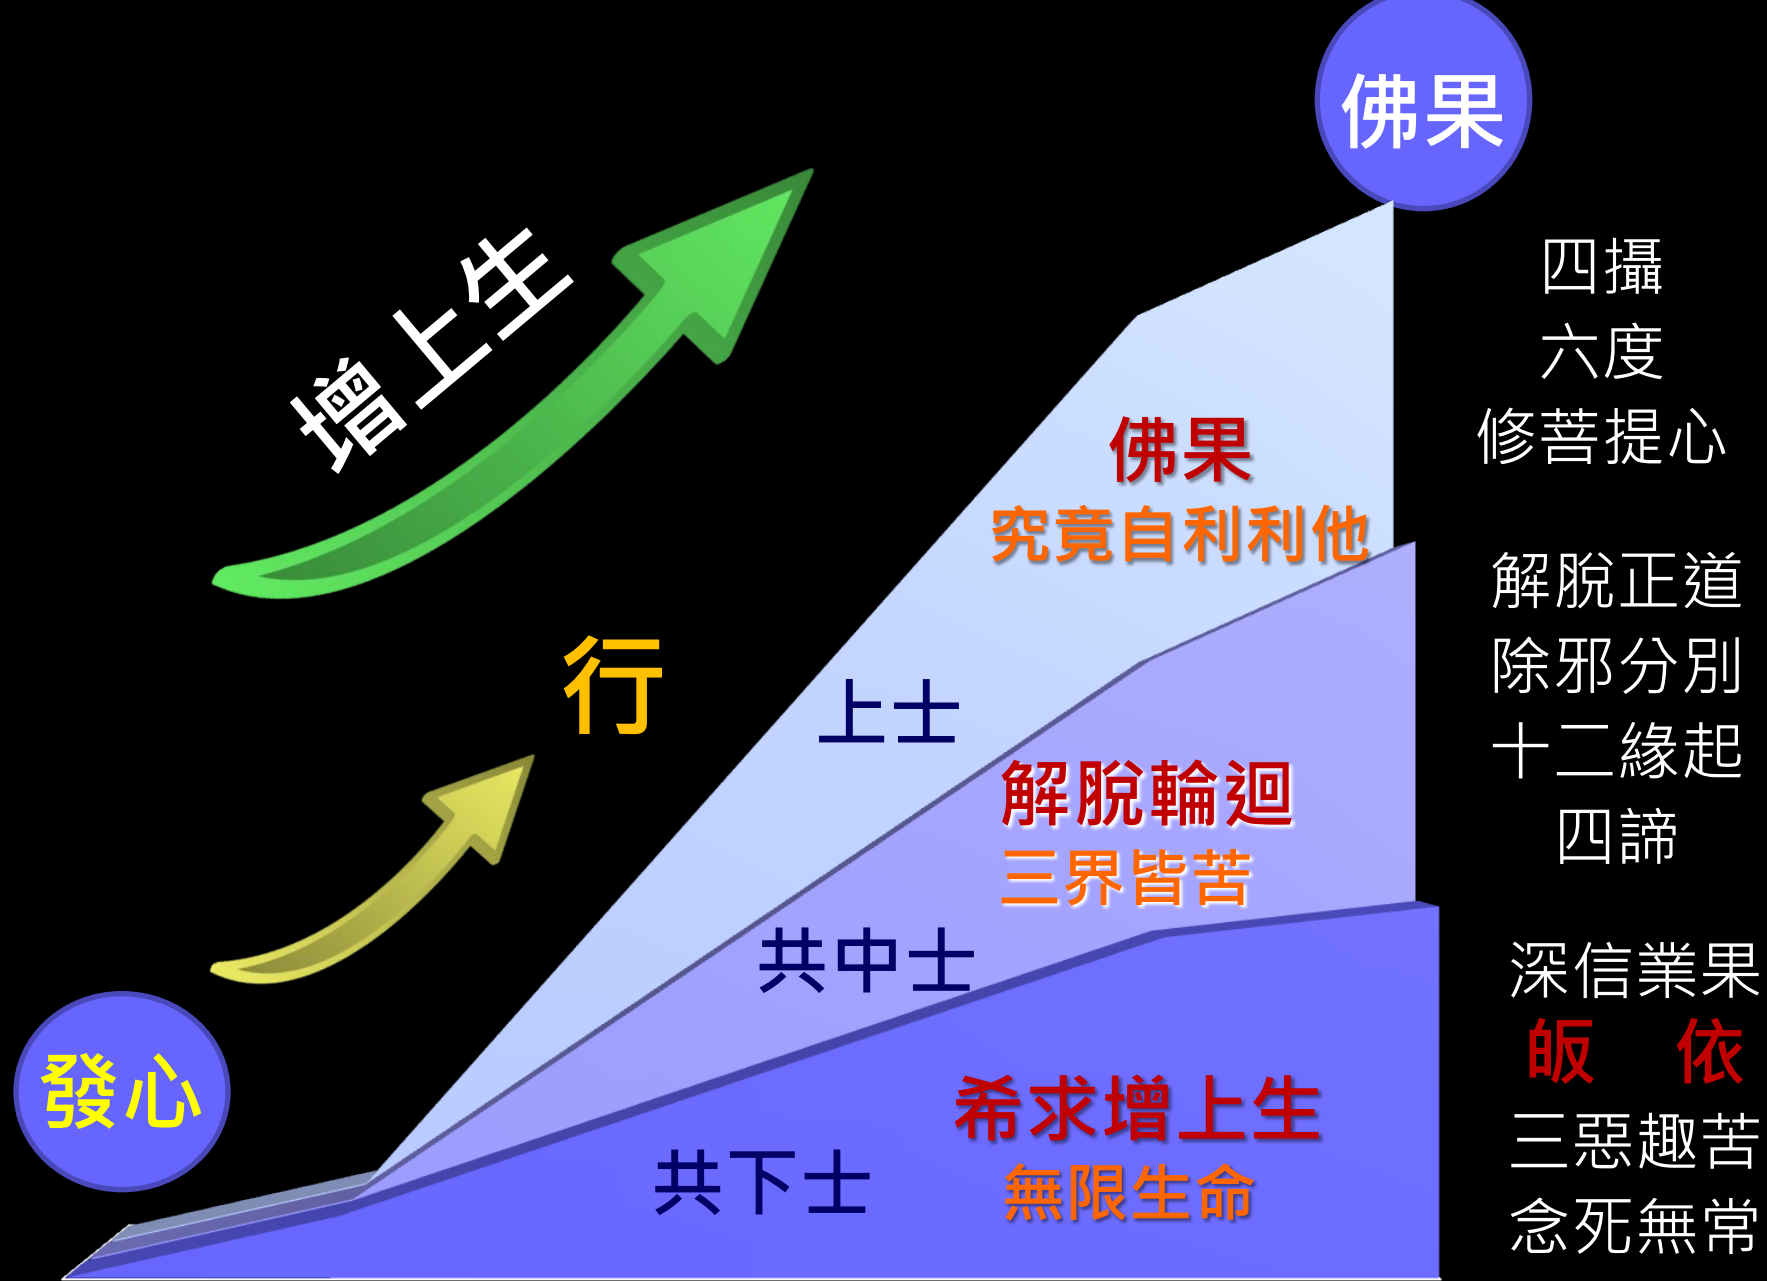 佛果
四攝
六度
修菩提心
增上生
佛果
究竟自利利他
解脫正道
除邪分別
十二緣起
四諦
行
上士
解脫輪迴
三界皆苦
共中士
深信業果
皈 依
三惡趣苦
念死無常
發心
希求增上生
無限生命
共下士